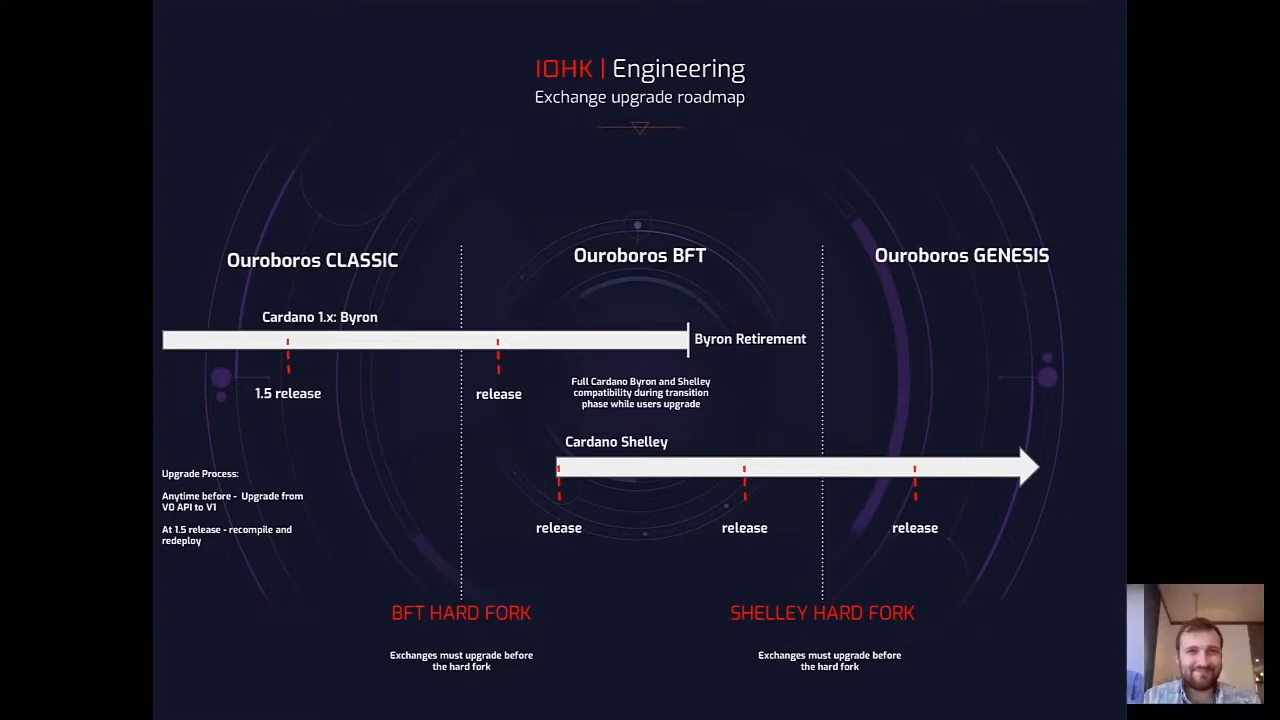 IOHK | Engineering
Exchange upgrade roadmap
Ouroboros CLASSIC
Ouroboros BFT
Ouroboros GENESIS
Cardano 1.x: Byron
Byron Retirement
1.5 release
release
Full Cardano Byron and Shelley
compatibility during transition
phase while users upgrade
Cardano Shelley
Upgrade Process:
Anytime before - Upgrade from
V0 API to V1
At 1.5 release - recompile and
redeploy
release
release
release
BFT HARD FORK
SHELLEY HARD FORK
Exchanges must upgrade before
the hard fork
Exchanges must upgrade before
the hard fork